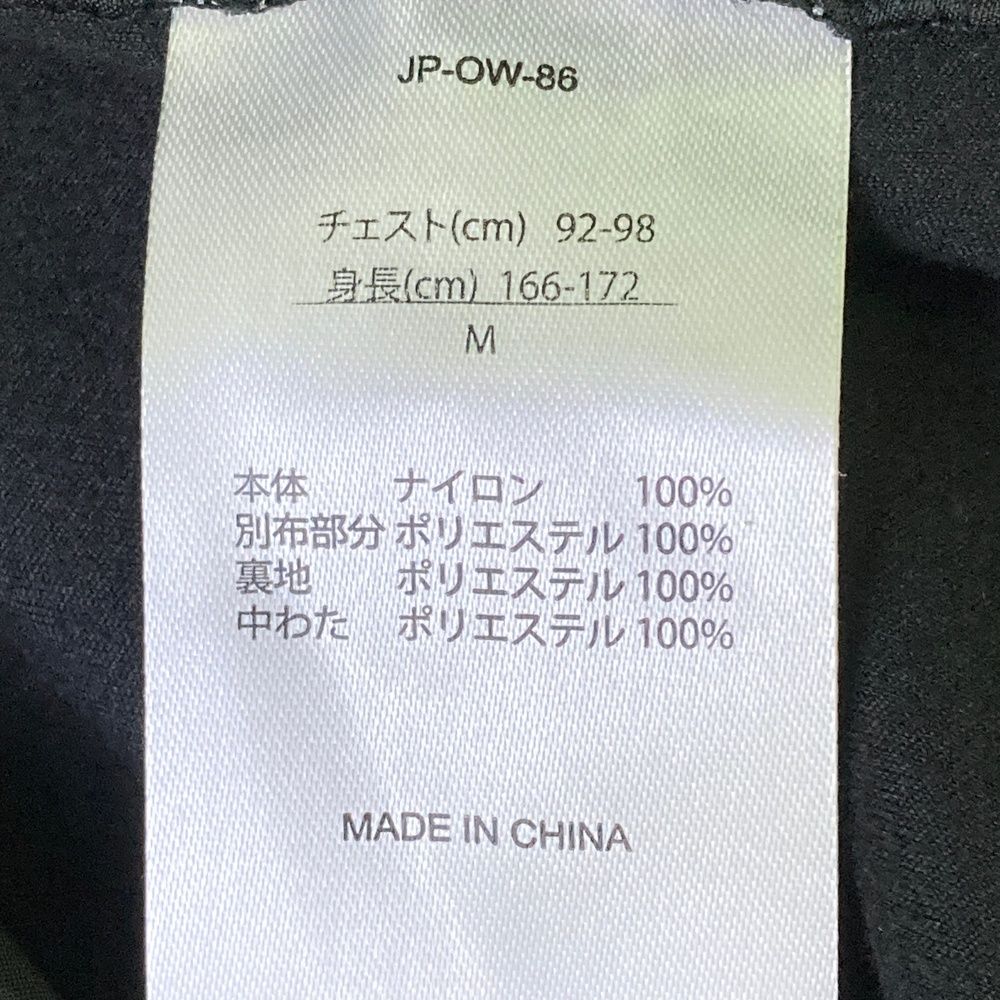 JP-OW-86
チェスト(cm) 92-98
身長(cm) 166-172
M
本体 ナイロン 100%
別布部分 ポリエステル 100%
裏地 ポリエステル 100%
中わた ポリエステル 100%
MADE IN CHINA